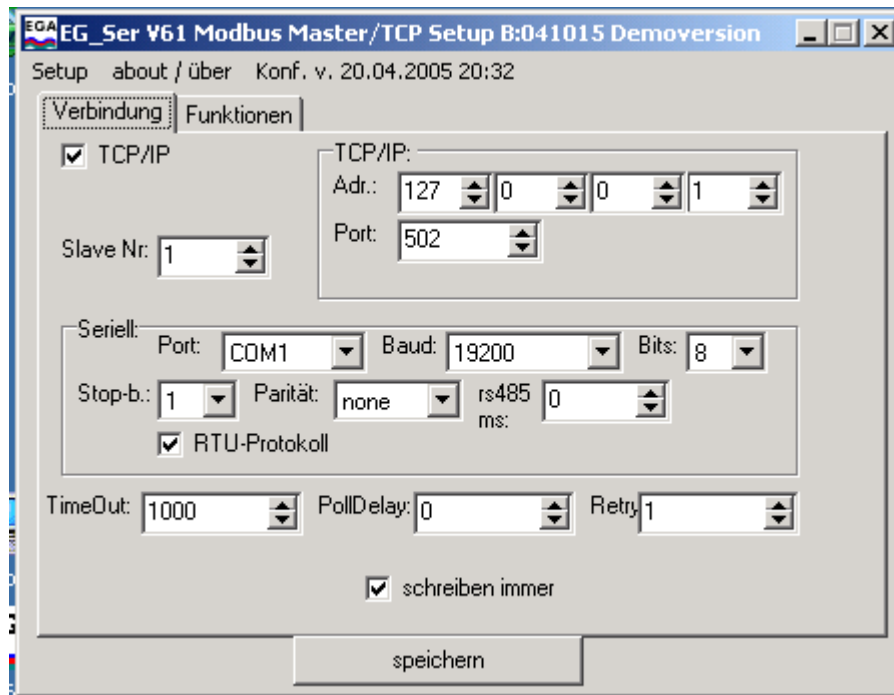 EGA EG_Ser V61 Modbus Master/TCP Setup B:041015 Demoversion
Setup about / über Konf. v. 20.04.2005 20:32
Verbindung Funktionen
TCP/IP
TCP/IP:
Adr.: 127 0 0 1
Port: 502
Slave Nr: 1
Seriell:
Port: COM1 Baud: 19200 Bits: 8
Stop-b.: 1 Parität: none rs485 ms: 0
RTU-Protokoll
TimeOut: 1000 PollDelay: 0 Retry 1
schreiben immer
speichern